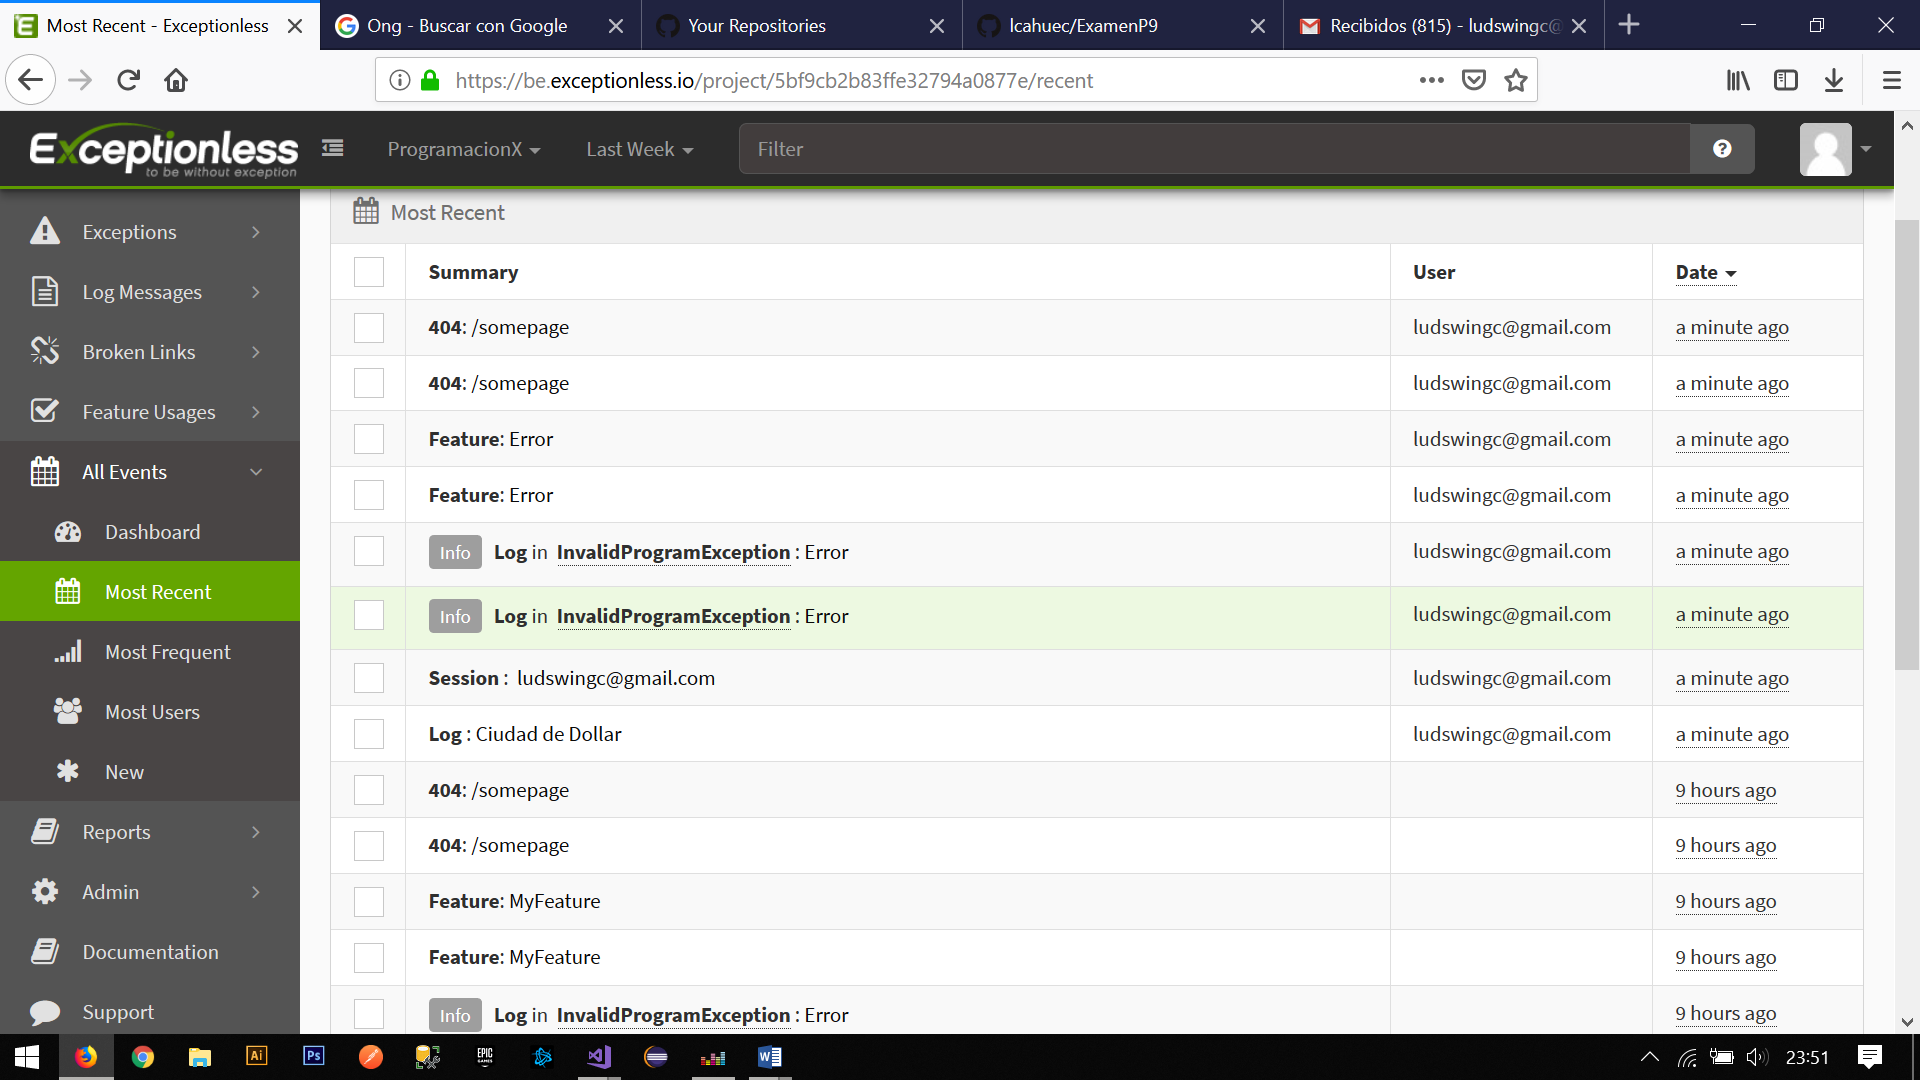 Most Recent - Exceptionless
Ong - Buscar con Google
Your Repositories
lcahuec/ExamenP9
Recibidos (815) - ludswingc@
https://be.exceptionless.io/project/5bf9cb2b83ffe32794a0877e/recent
Exceptionless
to be without exception
ProgramacionX
Last Week
Filter
Exceptions
Log Messages
Broken Links
Feature Usages
All Events
Dashboard
Most Recent
Most Frequent
Most Users
New
Reports
Admin
Documentation
Support
Most Recent
Summary User Date
404: /somepage ludswingc@gmail.com a minute ago
404: /somepage ludswingc@gmail.com a minute ago
Feature: Error ludswingc@gmail.com a minute ago
Feature: Error ludswingc@gmail.com a minute ago
Info Log in InvalidProgramException : Error ludswingc@gmail.com a minute ago
Info Log in InvalidProgramException : Error ludswingc@gmail.com a minute ago
Session : ludswingc@gmail.com ludswingc@gmail.com a minute ago
Log : Ciudad de Dollar ludswingc@gmail.com a minute ago
404: /somepage 9 hours ago
404: /somepage 9 hours ago
Feature: MyFeature 9 hours ago
Feature: MyFeature 9 hours ago
Info Log in InvalidProgramException : Error 9 hours ago
Ai
Ps
EPIC
GAMES
23:51